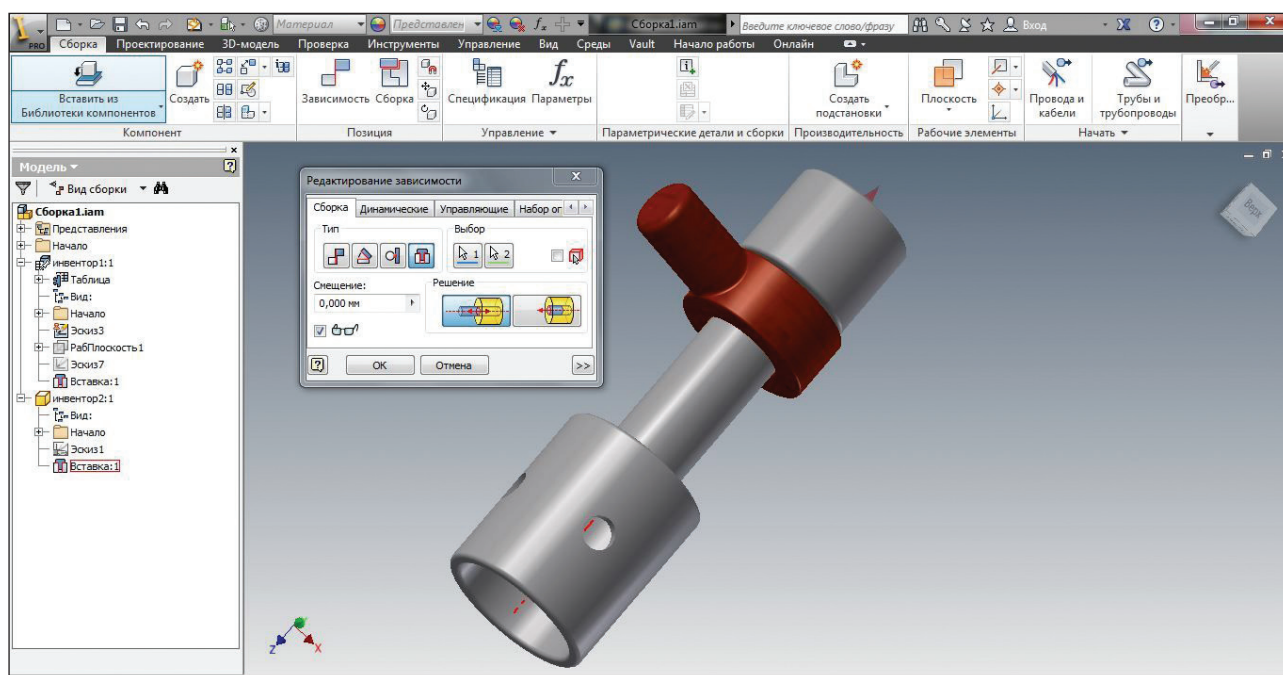 Материал
Представлен
fx
Сборка1.iam
Введите ключевое слово/фразу
Вход
PRO
Сборка Проектирование 3D-модель Проверка Инструменты Управление Вид Среды Vault Начало работы Онлайн
Вставить из
Библиотеки компонентов
Создать
Зависимость Сборка
Спецификация
fx
Параметры
Создать
подстановки
Плоскость
Провода и
кабели
Трубы и
трубопроводы
Преобр...
Компонент
Позиция
Управление
Параметрические детали и сборки
Производительность
Рабочие элементы
Начать
Модель
Вид сборки
Сборка1.iam
Представления
Начало
инвентор1:1
Таблица
Вид:
Начало
Эскиз3
РабПлоскость1
Эскиз7
Вставка:1
инвентор2:1
Вид:
Начало
Эскиз1
Вставка:1
Редактирование зависимости
Сборка Динамические Управляющие Набор ог
Тип
Выбор
1 2
Смещение:
0,000 мм
Решение
ОК
Отмена
>>
Верх
Z
X